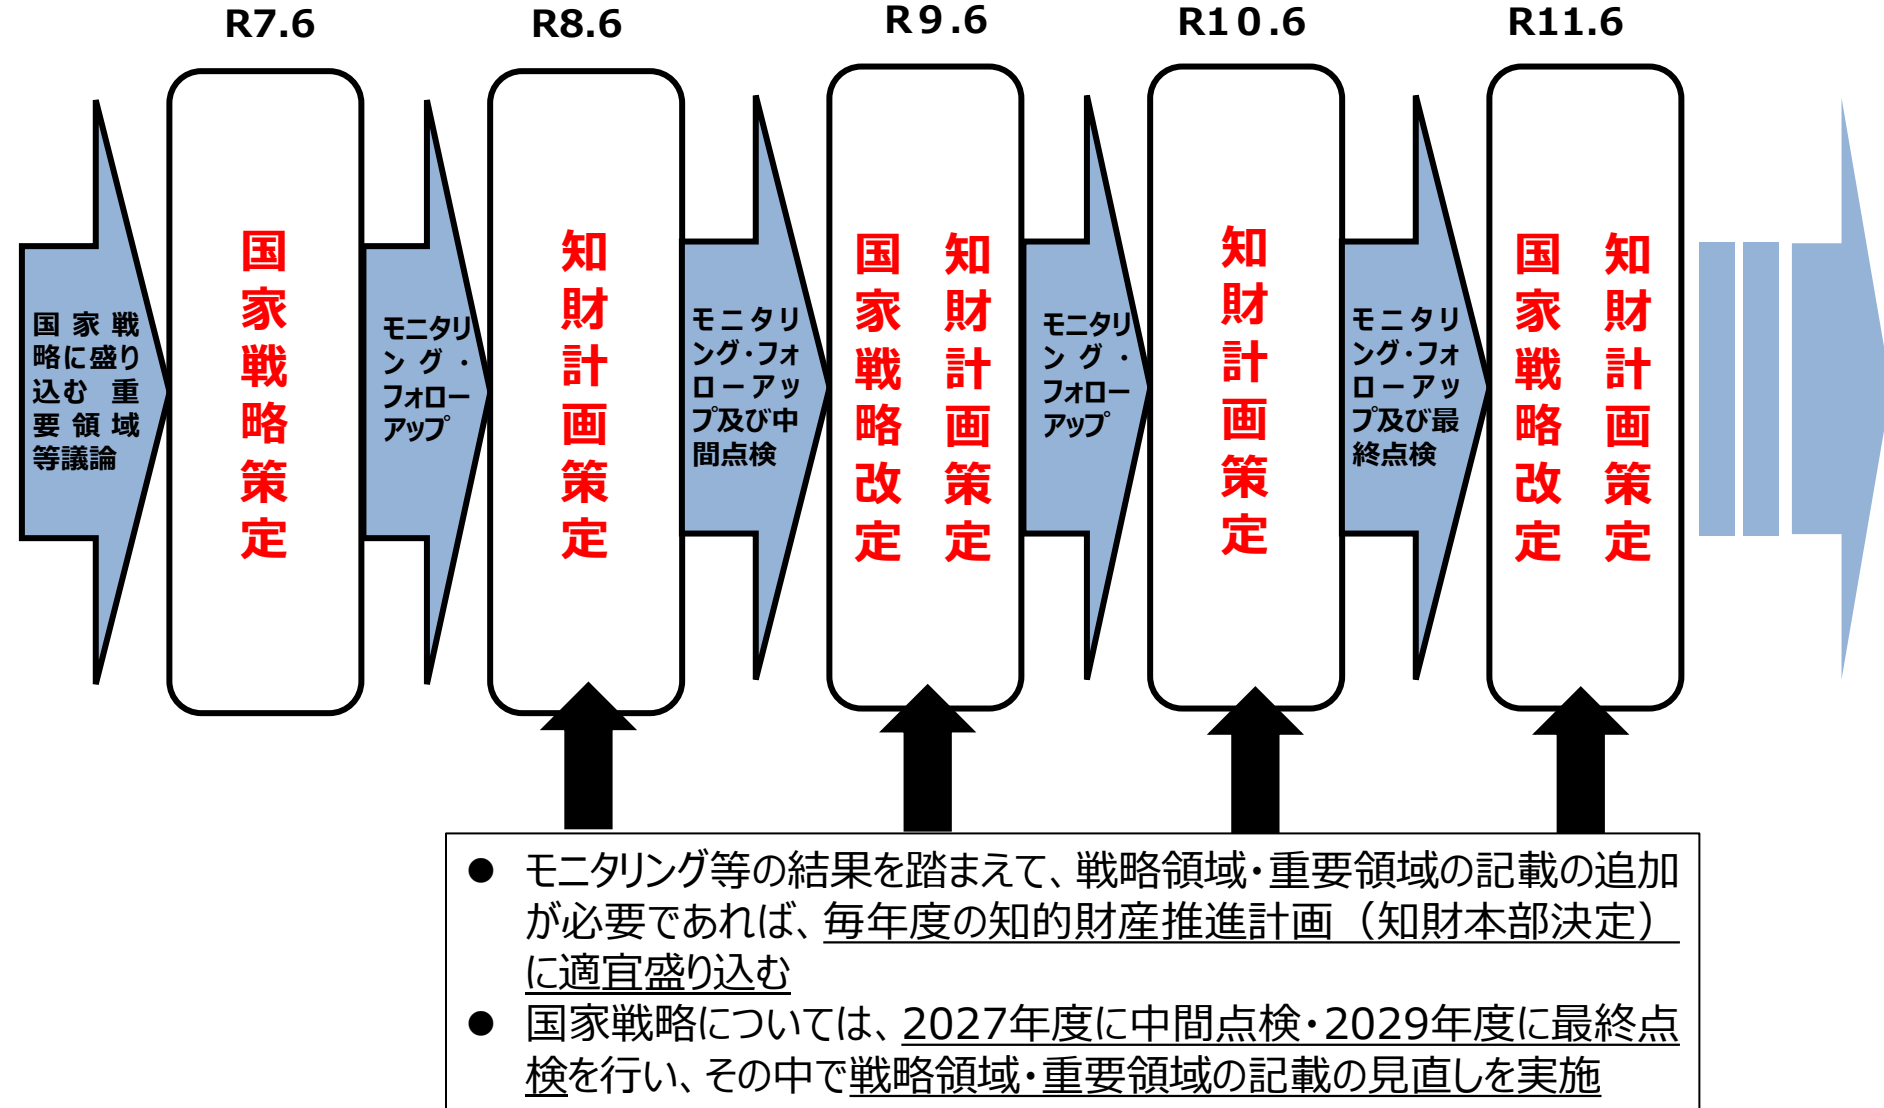 R7.6
R8.6
R９.6
R1０.6
R11.6
国家戦
略に盛り
込む 重
要領域
等議論
国家戦略策定
モニタリ
ング・
フォロー
アップ
知財計画策定
モニタリ
ング・フォ
ローアッ
プ及び中
間点検
知財計画策定
国家戦略改定
モニタリ
ング・
フォロー
アップ
知財計画策定
モニタリ
ング・フォ
ローアッ
プ及び最
終点検
知財計画策定
国家戦略改定
● モニタリング等の結果を踏まえて、戦略領域・重要領域の記載の追加
が必要であれば、毎年度の知的財産推進計画（知財本部決定）
に適宜盛り込む
● 国家戦略については、2027年度に中間点検・2029年度に最終点
検を行い、その中で戦略領域・重要領域の記載の見直しを実施